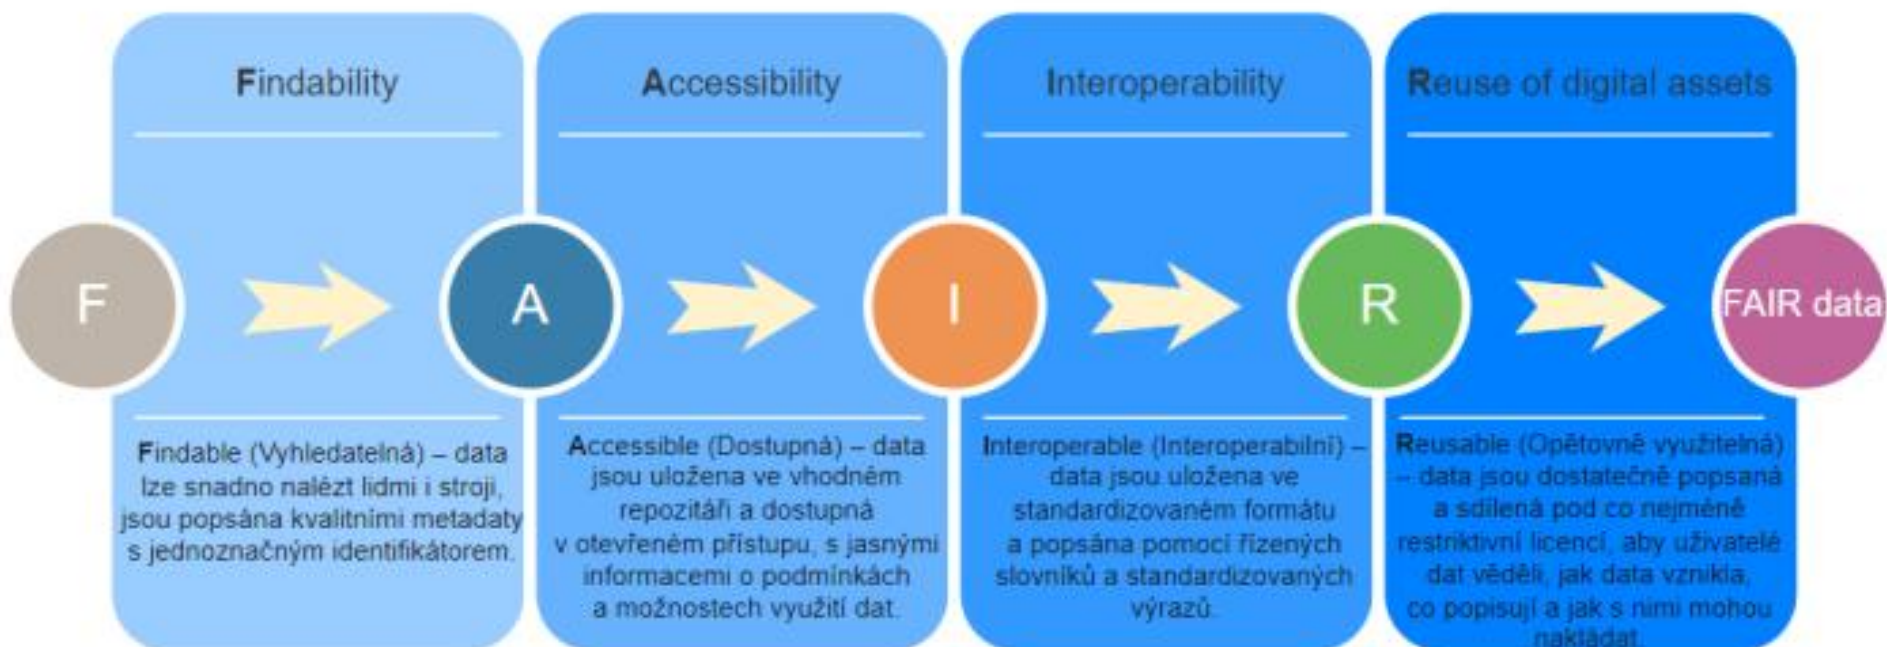 Findability
Accessibility
Interoperability
Reuse of digital assets
F
A
I
R
FAIR data
Findable (Vyhledatelná) – data
lze snadno nalézt lidmi i stroji,
jsou popsána kvalitními metadaty
s jednoznačným identifikátorem.
Accessible (Dostupná) – data
jsou uložena ve vhodném
repozitáři a dostupná
v otevřeném přístupu, s jasnými
informacemi o podmínkách
a možnostech využití dat.
Interoperable (Interoperabilní) –
data jsou uložena ve
standardizovaném formátu
a popsána pomocí řízených
slovníků a standardizovaných
výrazů.
Reusable (Opětovně využitelná)
– data jsou dostatečně popsaná
a sdílená pod co nejméně
restriktivní licencí, aby uživatelé
dat věděli, jak data vznikla,
co popisují a jak s nimi mohou
nakládat.